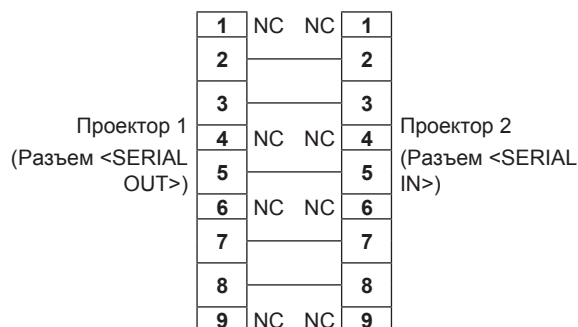 1 NC NC 1
2 2
3 3
Проектор 1
(Разъем <SERIAL
OUT>)
4 NC NC 4
5 5
Проектор 2
(Разъем <SERIAL
IN>)
6 NC NC 6
7 7
8 8
9 NC NC 9